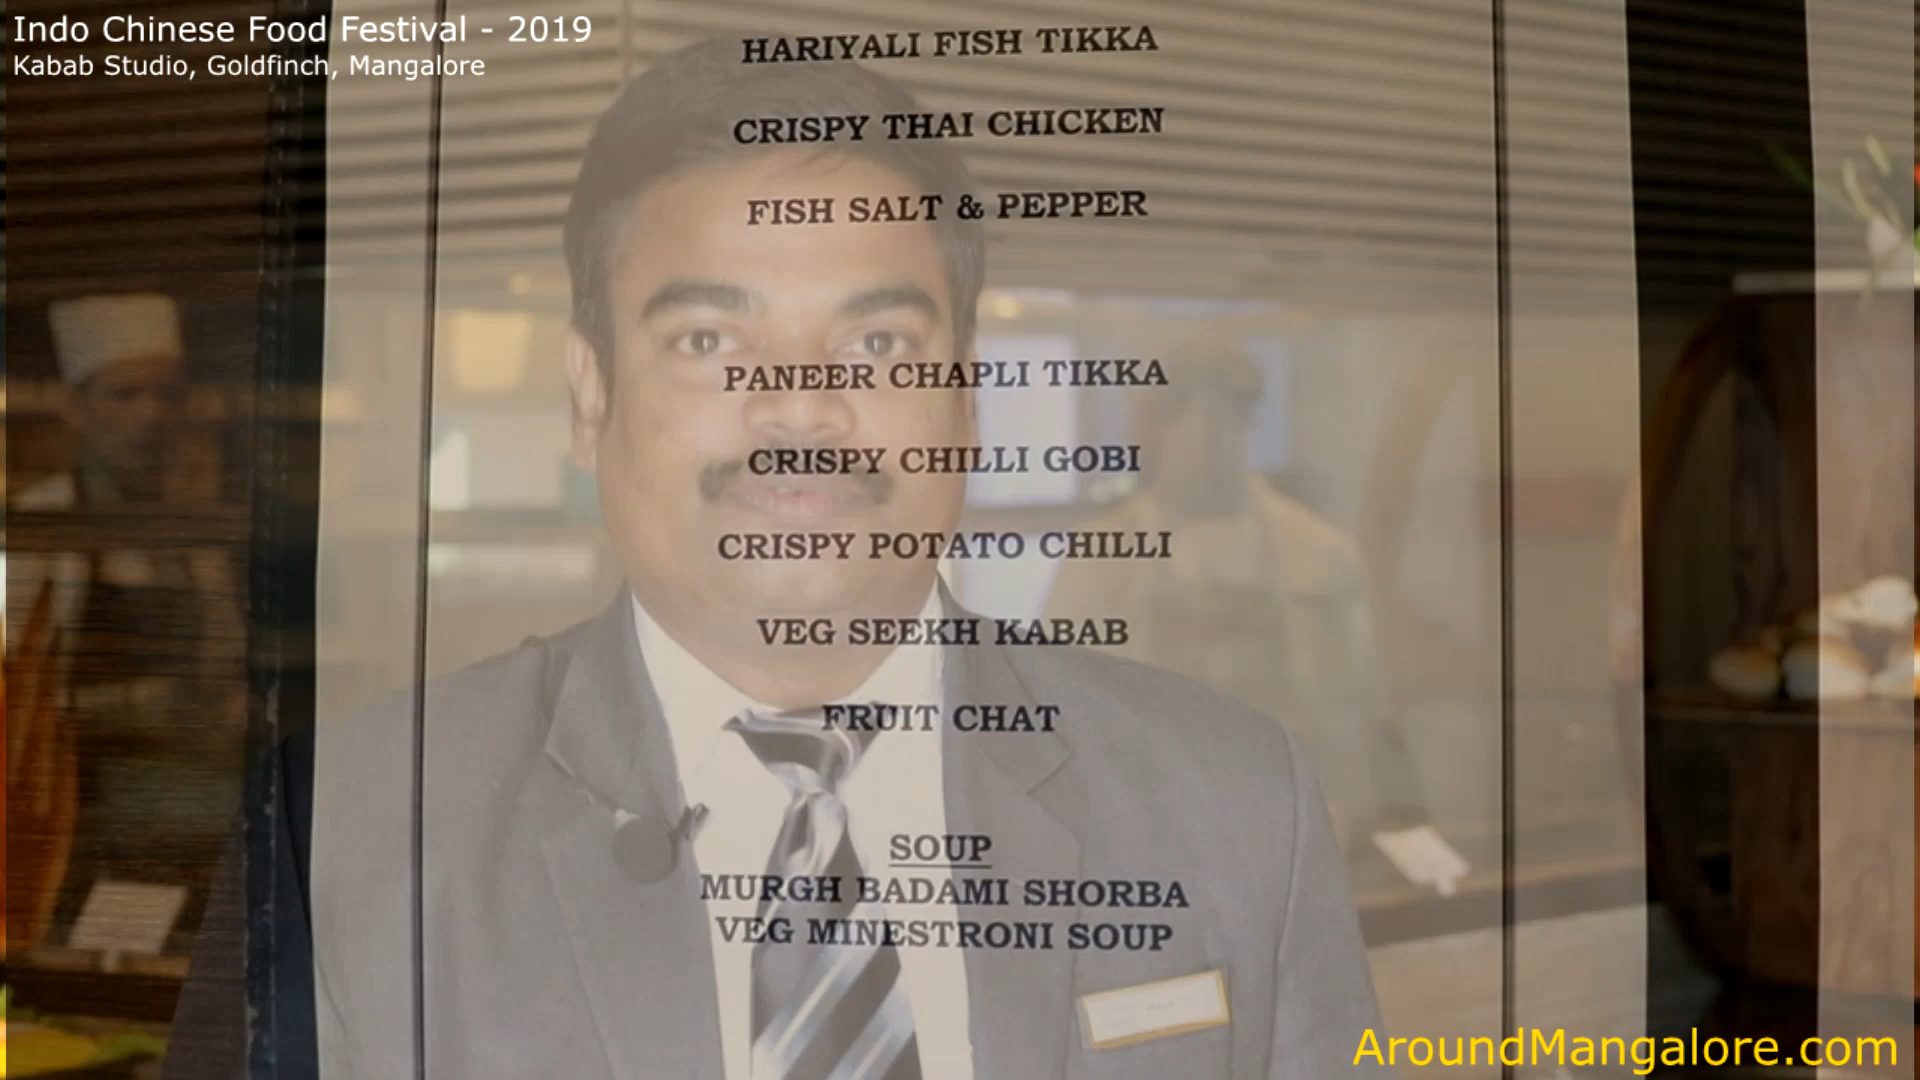 Indo Chinese Food Festival - 2019
Kabab Studio, Goldfinch, Mangalore
HARIYALI FISH TIKKA
CRISPY THAI CHICKEN
FISH SALT & PEPPER
PANEER CHAPLI TIKKA
CRISPY CHILLI GOBI
CRISPY POTATO CHILLI
VEG SEEKH KABAB
FRUIT CHAT
SOUP
MURGH BADAMI SHORBA
VEG MINESTRONI SOUP
AroundMangalore.com